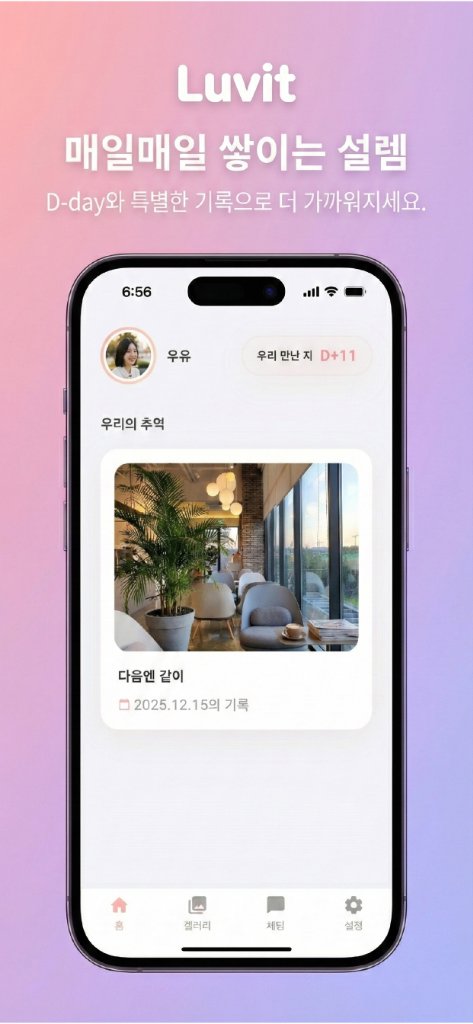 Luvit
매일매일 쌓이는 설렘
D-day와 특별한 기록으로 더 가까워지세요.
6:56
우유
우리 만난 지 D+11
우리의 추억
다음엔 같이
2025.12.15의 기록
홈 갤러리 채팅 설정